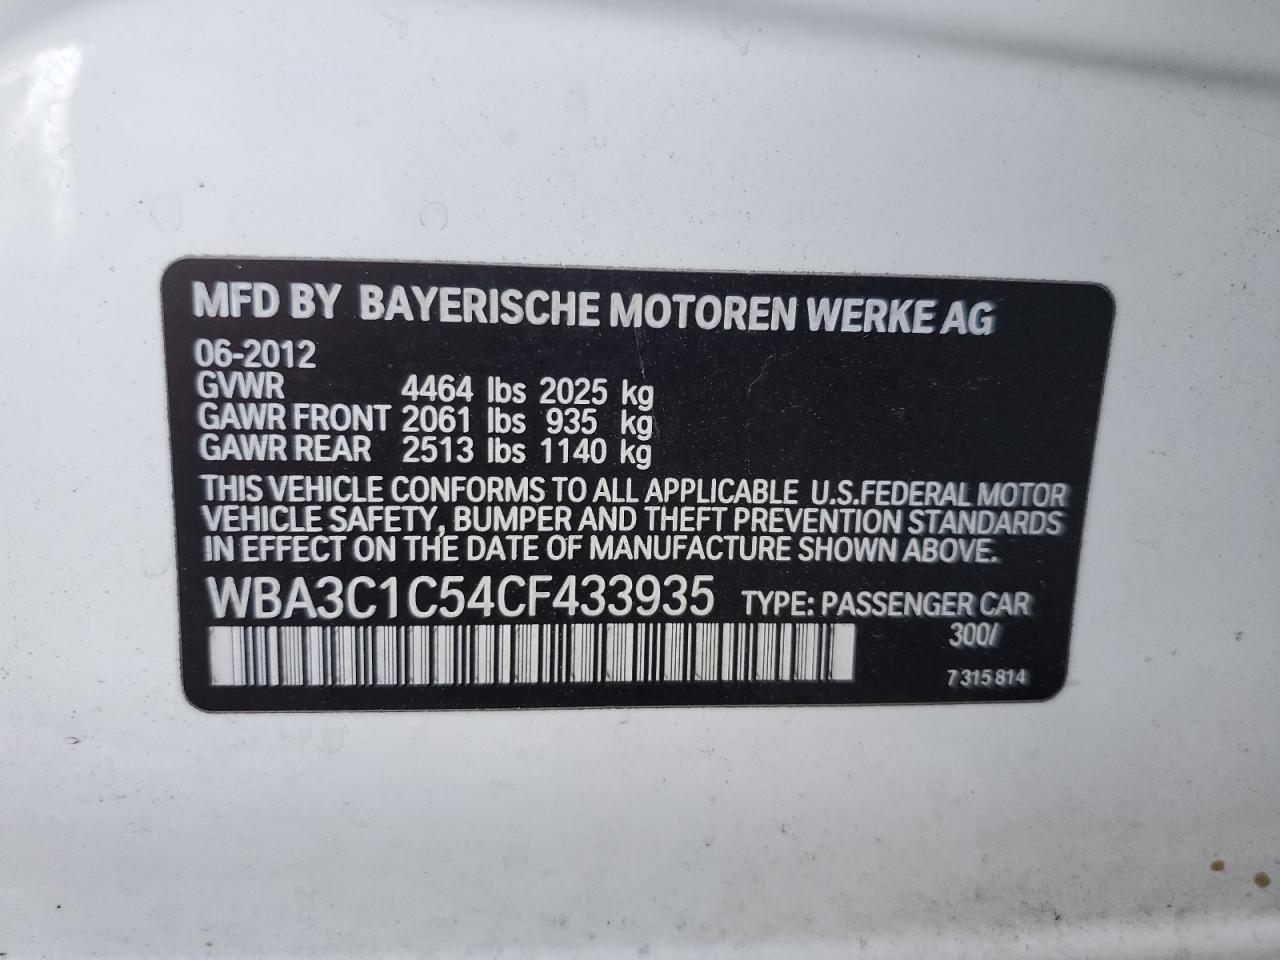 MFD BY BAYERISCHE MOTOREN WERKE AG
06-2012
GVWR 4464 lbs 2025 kg
GAWR FRONT 2061 lbs 935 kg
GAWR REAR 2513 lbs 1140 kg
THIS VEHICLE CONFORMS TO ALL APPLICABLE U.S.FEDERAL MOTOR
VEHICLE SAFETY, BUMPER AND THEFT PREVENTION STANDARDS
IN EFFECT ON THE DATE OF MANUFACTURE SHOWN ABOVE.
WBA3C1C54CF433935 TYPE: PASSENGER CAR
300/
7 315 814